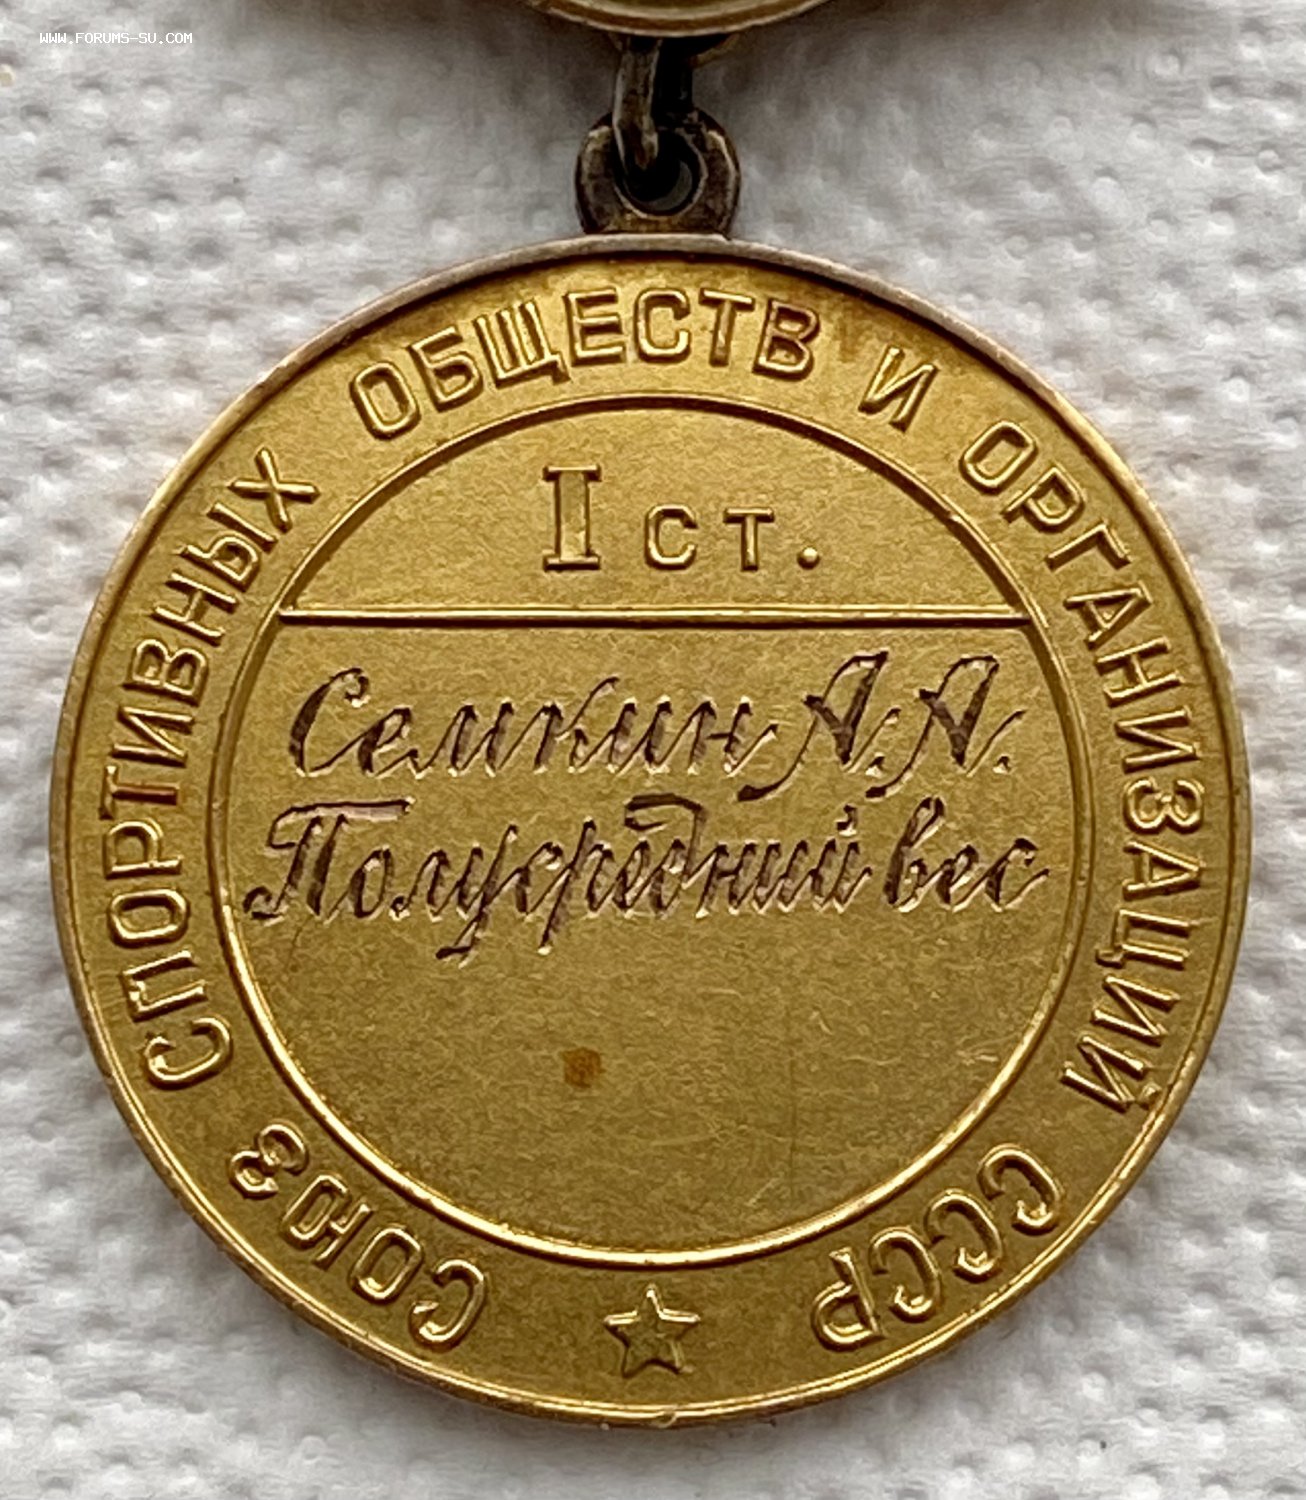 WWW.FORUMS-SU.COM
СОЮЗ СПОРТИВНЫХ ОБЩЕСТВ И ОРГАНИЗАЦИЙ СССР
I ст.
Семкин А.А.
Полусредний вес